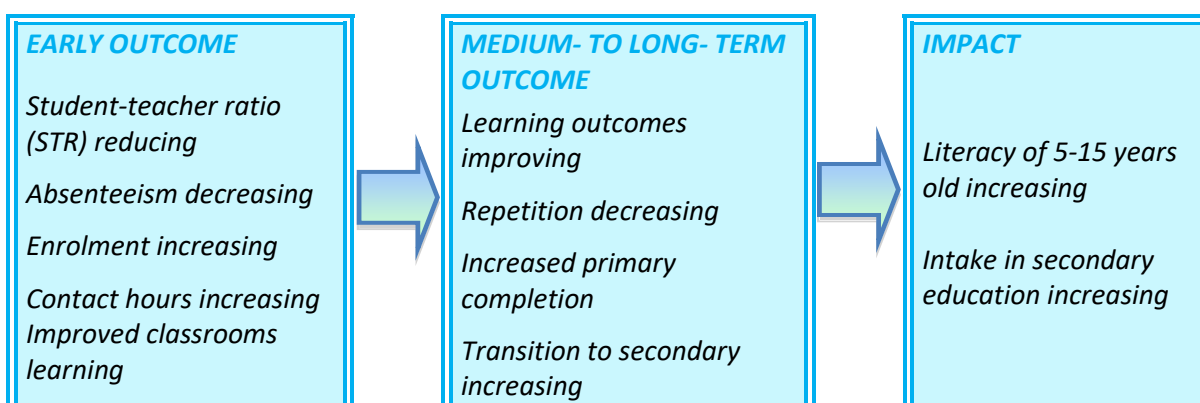 EARLY OUTCOME
Student-teacher ratio
(STR) reducing
Absenteeism decreasing
Enrolment increasing
Contact hours increasing
Improved classrooms
learning
MEDIUM- TO LONG- TERM
OUTCOME
Learning outcomes
improving
Repetition decreasing
Increased primary
completion
Transition to secondary
increasing
IMPACT
Literacy of 5-15 years
old increasing
Intake in secondary
education increasing